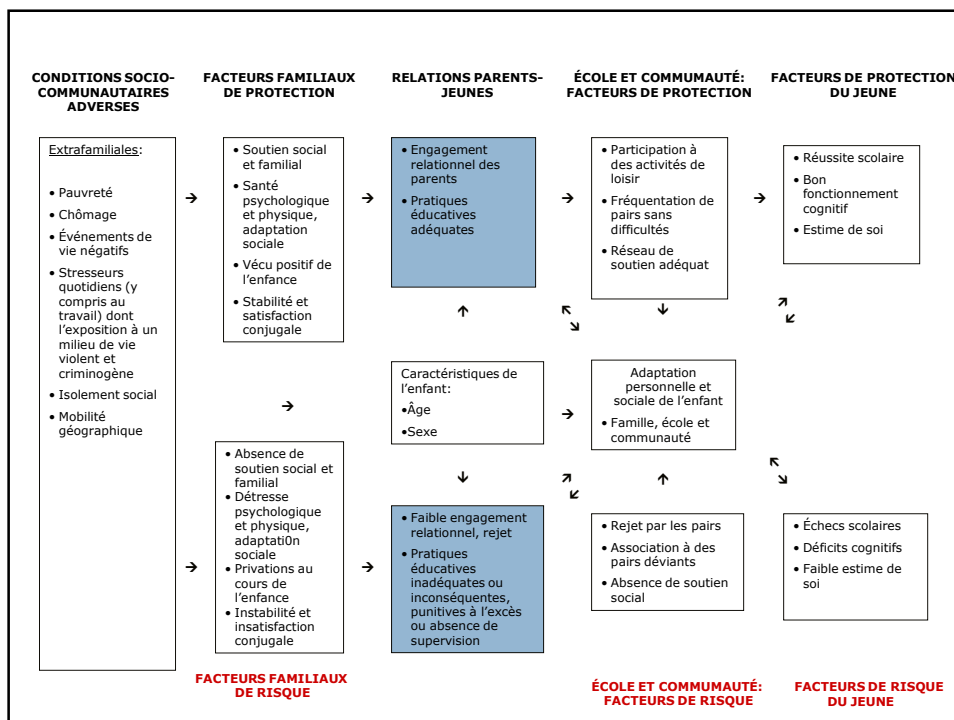 CONDITIONS SOCIO-
COMMUNAUTAIRES
ADVERSES
FACTEURS FAMILIAUX
DE PROTECTION
RELATIONS PARENTS-
JEUNES
ÉCOLE ET COMMUMAUTÉ:
FACTEURS DE PROTECTION
FACTEURS DE PROTECTION
DU JEUNE
Extrafamiliales:
• Pauvreté
• Chômage
• Événements de
vie négatifs
• Stresseurs
quotidiens (y
compris au
travail) dont
l'exposition à un
milieu de vie
violent et
criminogène
• Isolement social
• Mobilité
géographique
• Soutien social
et familial
• Santé
psychologique
et physique,
adaptation
sociale
• Vécu positif de
l'enfance
• Stabilité et
satisfaction
conjugale
• Engagement
relationnel des
parents
• Pratiques
éducatives
adéquates
• Participation à
des activités de
loisir
• Fréquentation de
pairs sans
difficultés
• Réseau de
soutien adéquat
• Réussite scolaire
• Bon
fonctionnement
cognitif
• Estime de soi
Caractéristiques de
l'enfant:
•Âge
•Sexe
Adaptation
personnelle et
sociale de l'enfant
• Famille, école et
communauté
• Absence de
soutien social et
familial
• Détresse
psychologique
et physique,
adaptati0n
sociale
• Privations au
cours de
l'enfance
• Instabilité et
insatisfaction
conjugale
• Faible engagement
relationnel, rejet
• Pratiques
éducatives
inadéquates ou
inconséquentes,
punitives à l'excès
ou absence de
supervision
• Rejet par les pairs
• Association à des
pairs déviants
• Absence de soutien
social
• Échecs scolaires
• Déficits cognitifs
• Faible estime de
soi
FACTEURS FAMILIAUX
DE RISQUE
ÉCOLE ET COMMUMAUTÉ:
FACTEURS DE RISQUE
FACTEURS DE RISQUE
DU JEUNE